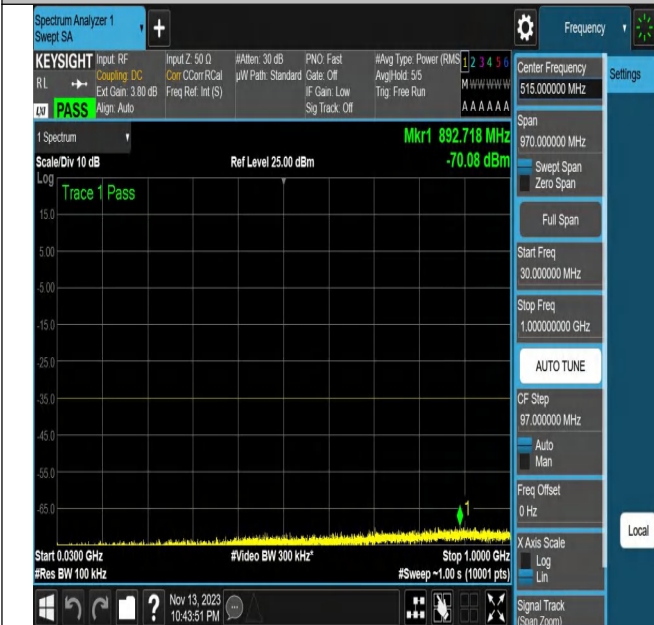 Spectrum Analyzer 1
Swept SA
+
Frequency
KEYSIGHT
RL
LXI
PASS
Input: RF
Coupling: DC
Ext Gain: 3.80 dB
Align: Auto
Input Z: 50 Ω
Corr CCorr RCal
Freq Ref: Int (S)
#Atten: 30 dB
µW Path: Standard
PNO: Fast
Gate: Off
IF Gain: Low
Sig Track: Off
#Avg Type: Power (RMS
Avg|Hold: 5/5
Trig: Free Run
1 2 3 4 5 6
M W W W W W
A A A A A A
1 Spectrum
Scale/Div 10 dB
Ref Level 25.00 dBm
Mkr1 892.718 MHz
-70.08 dBm
Log
Trace 1 Pass
15.0
5.00
-5.00
-15.0
-25.0
-35.0
-45.0
-55.0
-65.0
1
Start 0.0300 GHz
#Video BW 300 kHz*
Stop 1.0000 GHz
#Res BW 100 kHz
#Sweep ~1.00 s (10001 pts)
?
Nov 13, 2023
10:43:51 PM
Center Frequency
515.000000 MHz
Span
970.000000 MHz
Swept Span
Zero Span
Full Span
Start Freq
30.000000 MHz
Stop Freq
1.000000000 GHz
AUTO TUNE
CF Step
97.000000 MHz
Auto
Man
Freq Offset
0 Hz
X Axis Scale
Log
Lin
Signal Track
(Span Zoom)
Settings
Local